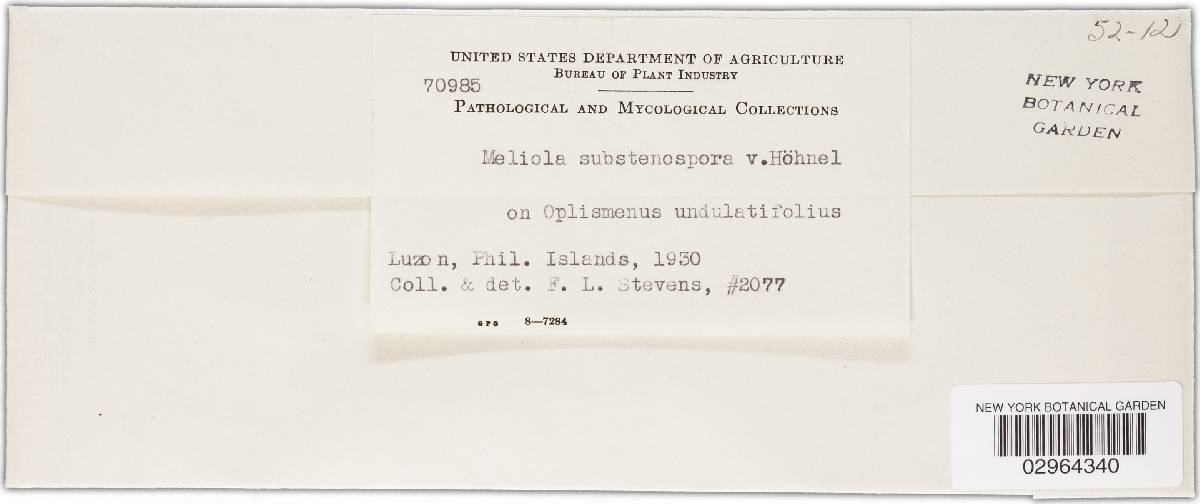 52-12
UNITED STATES DEPARTMENT OF AGRICULTURE
BUREAU OF PLANT INDUSTRY
70985
PATHOLOGICAL AND MYCOLOGICAL COLLECTIONS
NEW YORK
BOTANICAL
GARDEN
Meliola substenospora v.Höhnel
on Oplismenus undulatifolius
Luzon, Phil. Islands, 1930
Coll. & det. F. L. Stevens, #2077
GPO 8—7284
NEW YORK BOTANICAL GARDEN
02964340